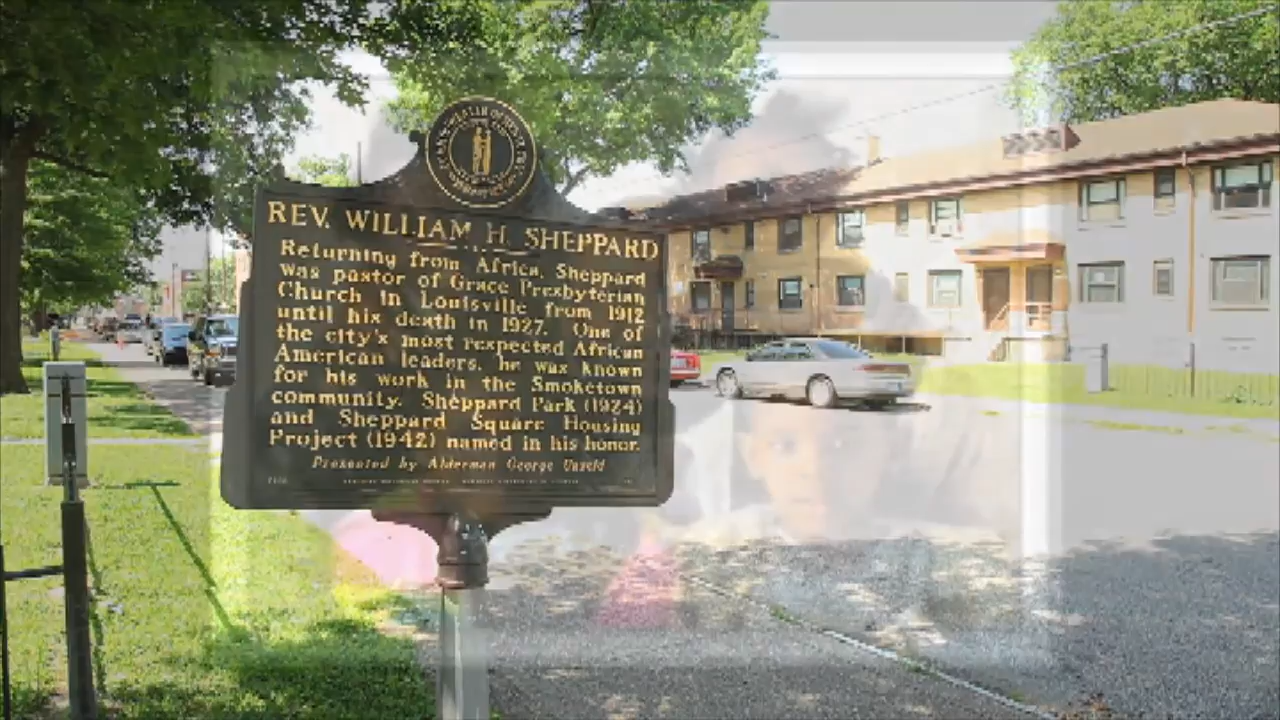 REV. WILLIAM H. SHEPPARD
Returning from Africa, Sheppard
was pastor of Grace Presbyterian
Church in Louisville from 1912
until his death in 1927. One of
the city's most respected African
American leaders, he was known
for his work in the Smoketown
community. Sheppard Park (1924)
and Sheppard Square Housing
Project (1942) named in his honor.
Presented by Alderman George Unseld